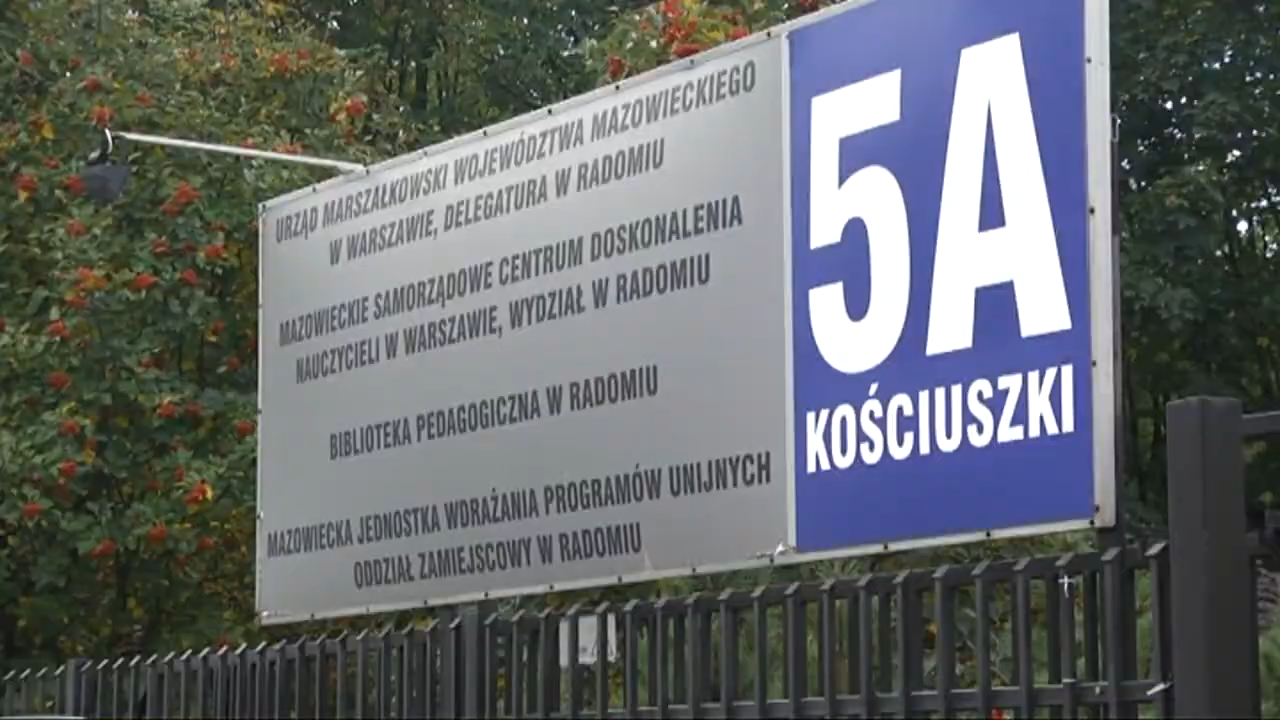 URZĄD MARSZAŁKOWSKI WOJEWÓDZTWA MAZOWIECKIEGO
W WARSZAWIE, DELEGATURA W RADOMIU
MAZOWIECKIE SAMORZĄDOWE CENTRUM DOSKONALENIA
NAUCZYCIELI W WARSZAWIE, WYDZIAŁ W RADOMIU
BIBLIOTEKA PEDAGOGICZNA W RADOMIU
MAZOWIECKA JEDNOSTKA WDRAŻANIA PROGRAMÓW UNIJNYCH
ODDZIAŁ ZAMIEJSCOWY W RADOMIU
5A
KOŚCIUSZKI